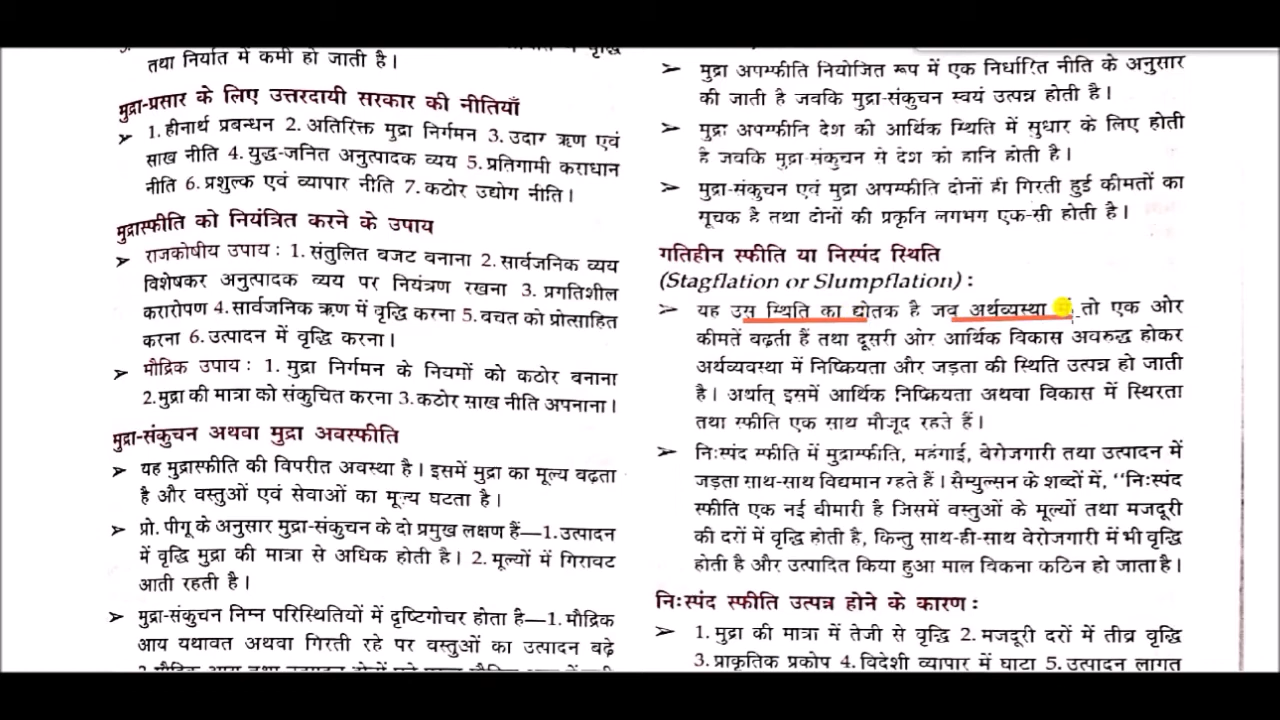 तथा निर्यात में कमी हो जाती है।
मुद्रा-प्रसार के लिए उत्तरदायी सरकार की नीतियाँ
➢ 1. हीनार्थ प्रबन्धन 2. अतिरिक्त मुद्रा निर्गमन 3. उदार ऋण एवं
साख नीति 4. युद्ध-जनित अनुत्पादक व्यय 5. प्रतिगामी कराधान
नीति 6. प्रशुल्क एवं व्यापार नीति 7. कठोर उद्योग नीति।
मुद्रास्फीति को नियंत्रित करने के उपाय
➢ राजकोषीय उपाय : 1. संतुलित बजट बनाना 2. सार्वजनिक व्यय
विशेषकर अनुत्पादक व्यय पर नियंत्रण रखना 3. प्रगतिशील
करारोपण 4. सार्वजनिक ऋण में वृद्धि करना 5. बचत को प्रोत्साहित
करना 6. उत्पादन में वृद्धि करना।
➢ मौद्रिक उपाय : 1. मुद्रा निर्गमन के नियमों को कठोर बनाना
2. मुद्रा की मात्रा को संकुचित करना 3. कठोर साख नीति अपनाना।
मुद्रा-संकुचन अथवा मुद्रा अवस्फीति
➢ यह मुद्रास्फीति की विपरीत अवस्था है। इसमें मुद्रा का मूल्य बढ़ता
है और वस्तुओं एवं सेवाओं का मूल्य घटता है।
➢ प्रो. पीगू के अनुसार मुद्रा-संकुचन के दो प्रमुख लक्षण हैं—1. उत्पादन
में वृद्धि मुद्रा की मात्रा से अधिक होती है। 2. मूल्यों में गिरावट
आती रहती है।
➢ मुद्रा-संकुचन निम्न परिस्थितियों में दृष्टिगोचर होता है—1. मौद्रिक
आय यथावत अथवा गिरती रहे पर वस्तुओं का उत्पादन बढ़े
➢ मुद्रा अपस्फीति नियोजित रूप में एक निर्धारित नीति के अनुसार
की जाती है जबकि मुद्रा-संकुचन स्वयं उत्पन्न होती है।
➢ मुद्रा अपस्फीति देश की आर्थिक स्थिति में सुधार के लिए होती
है जबकि मुद्रा-संकुचन से देश को हानि होती है।
➢ मुद्रा-संकुचन एवं मुद्रा अपस्फीति दोनों ही गिरती हुई कीमतों का
सूचक है तथा दोनों की प्रकृति लगभग एक-सी होती है।
गतिहीन स्फीति या निस्पंद स्थिति
(Stagflation or Slumpflation) :
➢ यह उस स्थिति का द्योतक है जब अर्थव्यवस्था में तो एक ओर
कीमतें बढ़ता हैं तथा दूसरी ओर आर्थिक विकास अवरुद्ध होकर
अर्थव्यवस्था में निष्क्रियता और जड़ता की स्थिति उत्पन्न हो जाती
है। अर्थात् इसमें आर्थिक निष्क्रियता अथवा विकास में स्थिरता
तथा स्फीति एक साथ मौजूद रहते हैं।
➢ निःस्पंद स्फीति में मुद्रास्फीति, महंगाई, बेरोजगारी तथा उत्पादन में
जड़ता साथ-साथ विद्यमान रहते हैं। सैम्युल्सन के शब्दों में, “निःस्पंद
स्फीति एक नई बीमारी है जिसमें वस्तुओं के मूल्यों तथा मजदूरी
की दरों में वृद्धि होती है, किन्तु साथ-ही-साथ बेरोजगारी में भी वृद्धि
होती है और उत्पादित किया हुआ माल बिकना कठिन हो जाता है।
निःस्पंद स्फीति उत्पन्न होने के कारण :
➢ 1. मुद्रा की मात्रा में तेजी से वृद्धि 2. मजदूरी दरों में तीव्र वृद्धि
3. प्राकृतिक प्रकोप 4. विदेशी व्यापार में घाटा 5. उत्पादन लागत